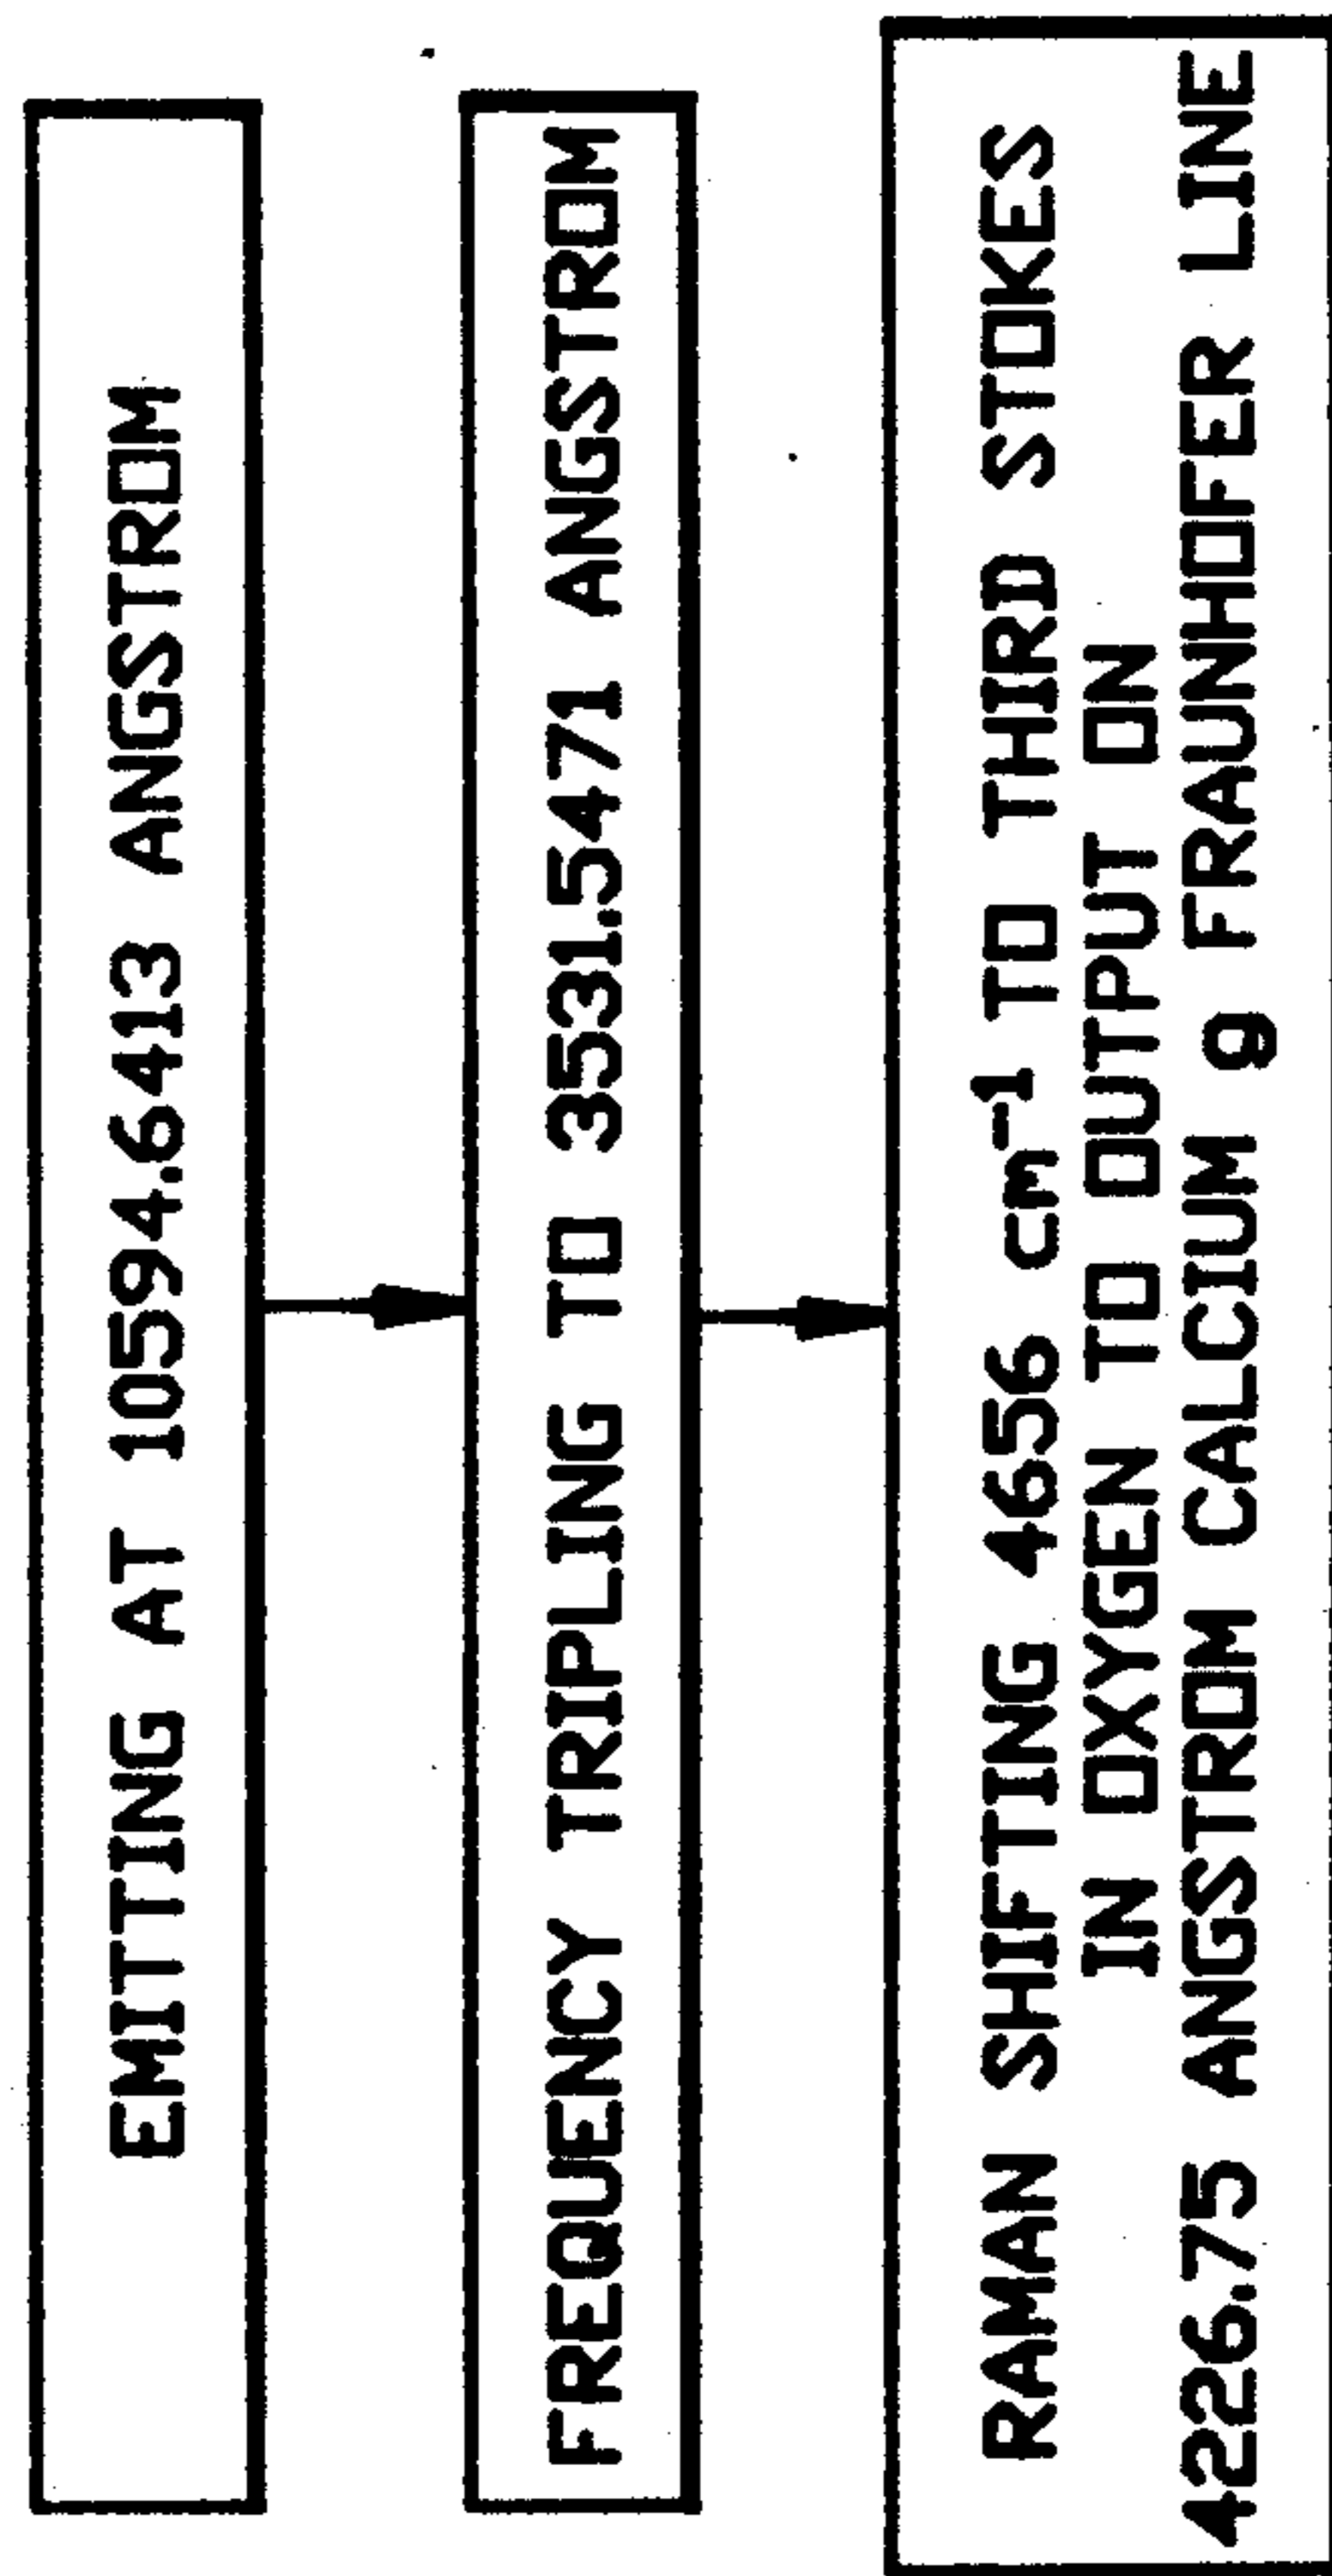 EMITTING AT 10594.6413 ANGSTROM
FREQUENCY TRIPLING TO 3531.5471 ANGSTROM
RAMAN SHIFTING 4656 cm⁻¹ TO THIRD STOKES
IN OXYGEN TO OUTPUT ON
4226.75 ANGSTROM CALCIUM g FRAUNHOFER LINE